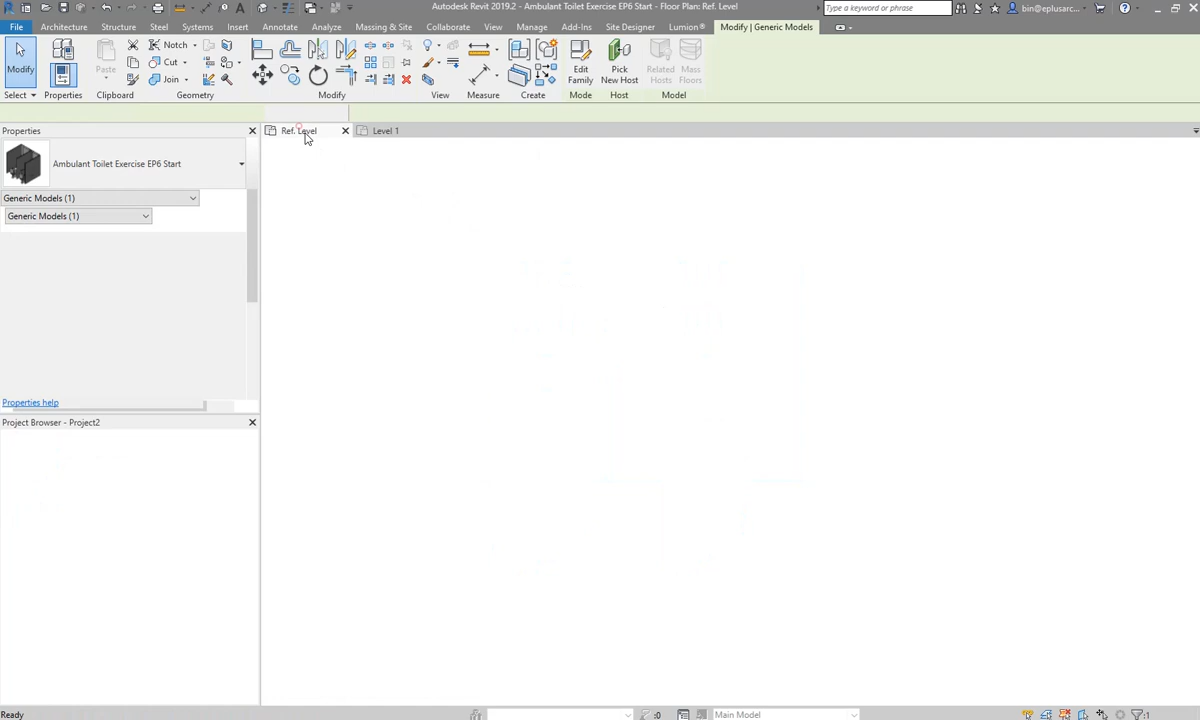 Autodesk Revit 2019.2 - Ambulant Toilet Exercise EP6 Start - Floor Plan: Ref. Level
Type a keyword or phrase
bin@eplusarc...
File Architecture Structure Steel Systems Insert Annotate Analyze Massing & Site Collaborate View Manage Add-Ins Site Designer Lumion® Modify | Generic Models
Modify
Paste
Notch
Cut
Join
Edit Family
Pick New Host
Related Hosts
Mass Floors
Select Properties Clipboard Geometry Modify View Measure Create Mode Host Model
Properties
Ref. Level
Level 1
Ambulant Toilet Exercise EP6 Start
Generic Models (1)
Generic Models (1)
Properties help
Project Browser - Project2
Ready
:0
Main Model
:1